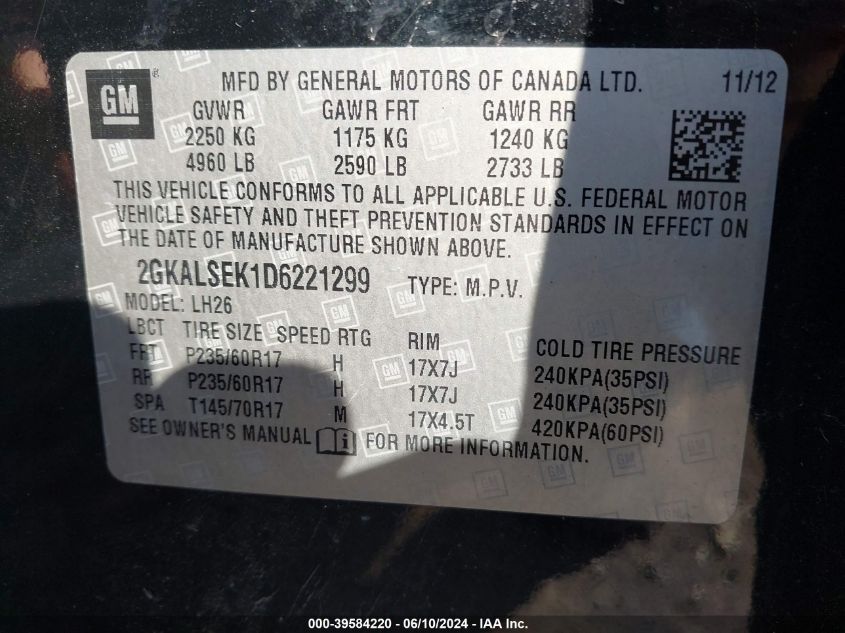 GM ® MFD BY GENERAL MOTORS OF CANADA LTD. 11/12
GVWR GAWR FRT GAWR RR
2250 KG 1175 KG 1240 KG
4960 LB 2590 LB 2733 LB
THIS VEHICLE CONFORMS TO ALL APPLICABLE U.S. FEDERAL MOTOR
VEHICLE SAFETY AND THEFT PREVENTION STANDARDS IN EFFECT ON
THE DATE OF MANUFACTURE SHOWN ABOVE.
2GKALSEK1D6221299 TYPE: M.P.V.
MODEL: LH26
LBCT TIRE SIZE SPEED RTG RIM COLD TIRE PRESSURE
FRT P235/60R17 H 17X7J 240KPA(35PSI)
RR P235/60R17 H 17X7J 240KPA(35PSI)
SPA T145/70R17 M 17X4.5T 420KPA(60PSI)
SEE OWNER'S MANUAL i FOR MORE INFORMATION.
000-39584220 - 06/10/2024 - IAA Inc.